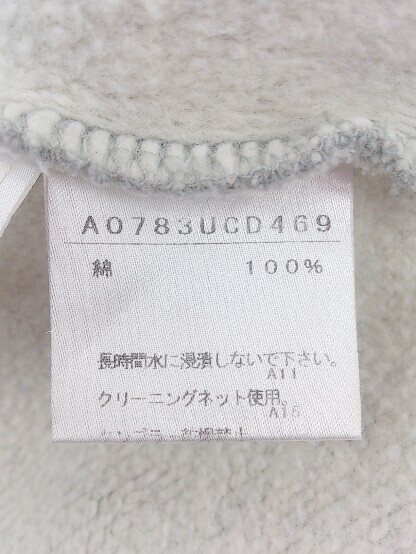 A0783UCD469
綿 100%
長時間水に浸漬しないで下さい。
A11
クリーニングネット使用。
A15